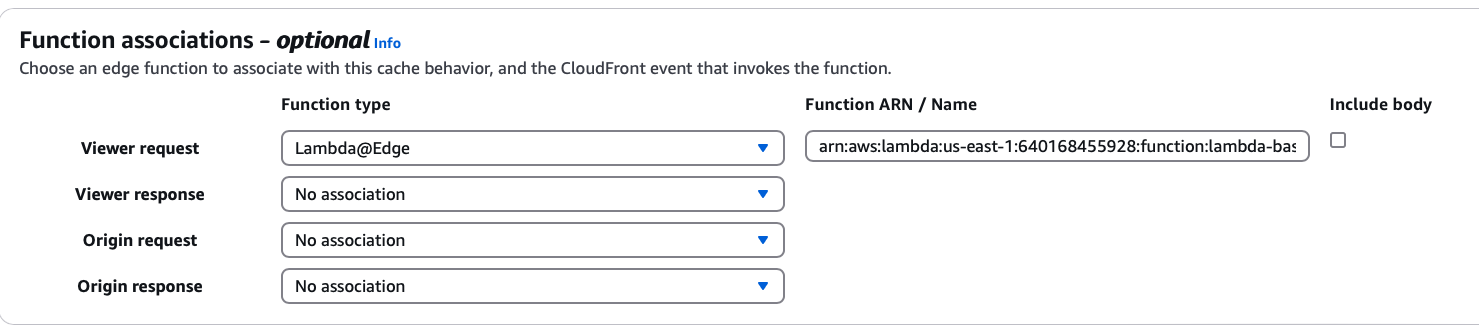 Function associations – optional Info
Choose an edge function to associate with this cache behavior, and the CloudFront event that invokes the function.
Function type Function ARN / Name Include body
Viewer request Lambda@Edge arn:aws:lambda:us-east-1:640168455928:function:lambda-bas
Viewer response No association
Origin request No association
Origin response No association